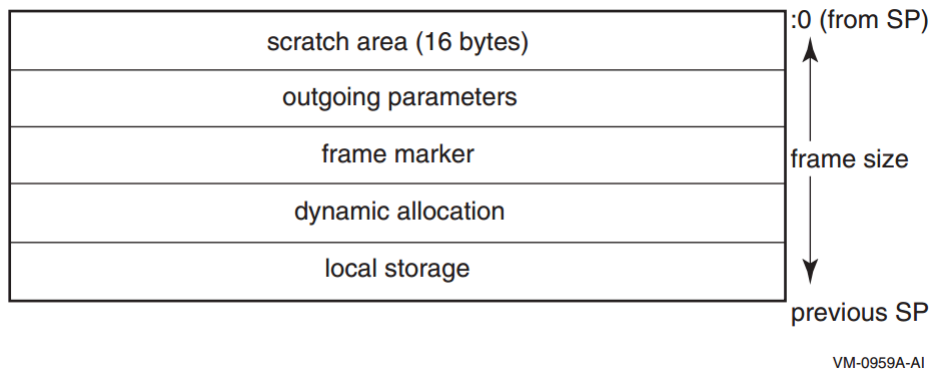 :0 (from SP)
scratch area (16 bytes)
outgoing parameters
frame marker
frame size
dynamic allocation
local storage
previous SP
VM-0959A-AI